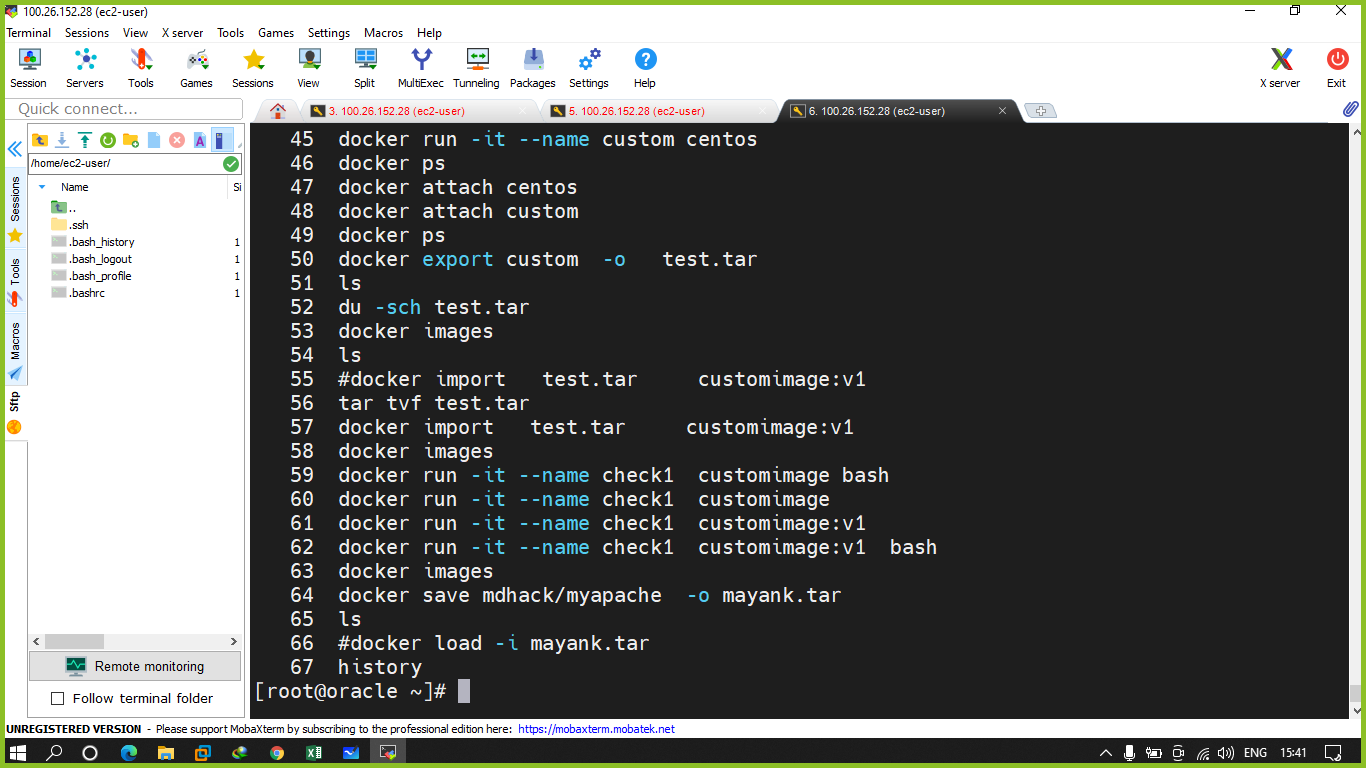 100.26.152.28 (ec2-user)
Terminal Sessions View X server Tools Games Settings Macros Help
Session Servers Tools Games Sessions View Split MultiExec Tunneling Packages Settings Help X server Exit
Quick connect...
3. 100.26.152.28 (ec2-user)
5. 100.26.152.28 (ec2-user)
6. 100.26.152.28 (ec2-user)
/home/ec2-user/
Name Si
..
.ssh
.bash_history 1
.bash_logout 1
.bash_profile 1
.bashrc 1
Sessions
Tools
Macros
Sftp
Remote monitoring
Follow terminal folder
45 docker run -it --name custom centos
46 docker ps
47 docker attach centos
48 docker attach custom
49 docker ps
50 docker export custom -o test.tar
51 ls
52 du -sch test.tar
53 docker images
54 ls
55 #docker import test.tar customimage:v1
56 tar tvf test.tar
57 docker import test.tar customimage:v1
58 docker images
59 docker run -it --name check1 customimage bash
60 docker run -it --name check1 customimage
61 docker run -it --name check1 customimage:v1
62 docker run -it --name check1 customimage:v1 bash
63 docker images
64 docker save mdhack/myapache -o mayank.tar
65 ls
66 #docker load -i mayank.tar
67 history
[root@oracle ~]#
UNREGISTERED VERSION - Please support MobaXterm by subscribing to the professional edition here: https://mobaxterm.mobatek.net
ENG 15:41